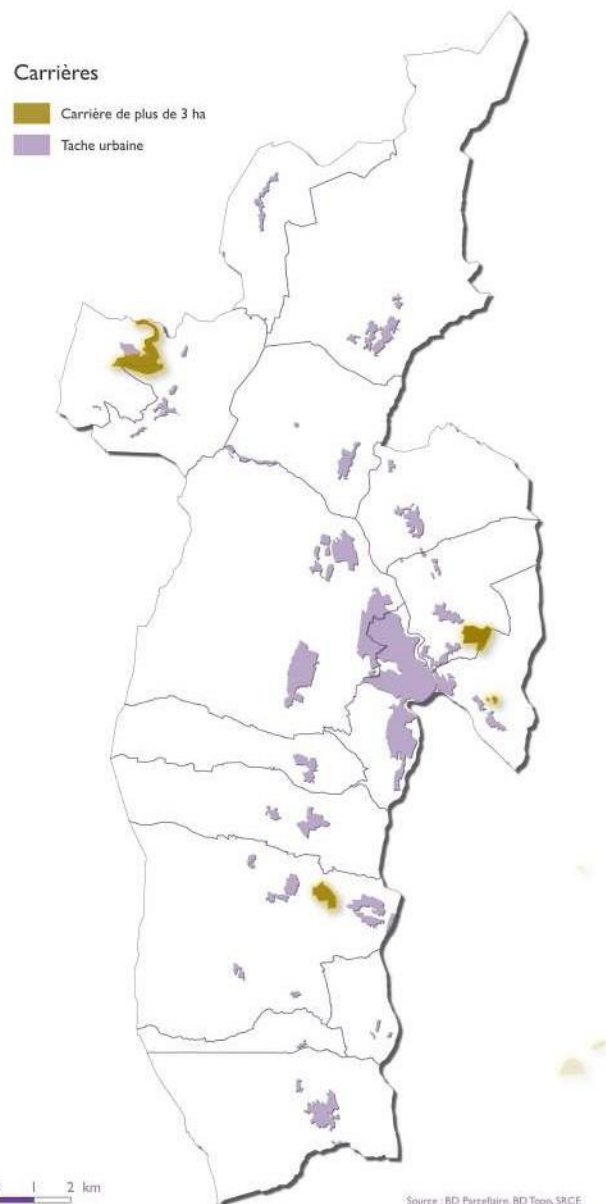 Carrières
Carrière de plus de 3 ha
Tache urbaine
1 2 km
Source : BD Parcellaire, BD Topo, SRCE